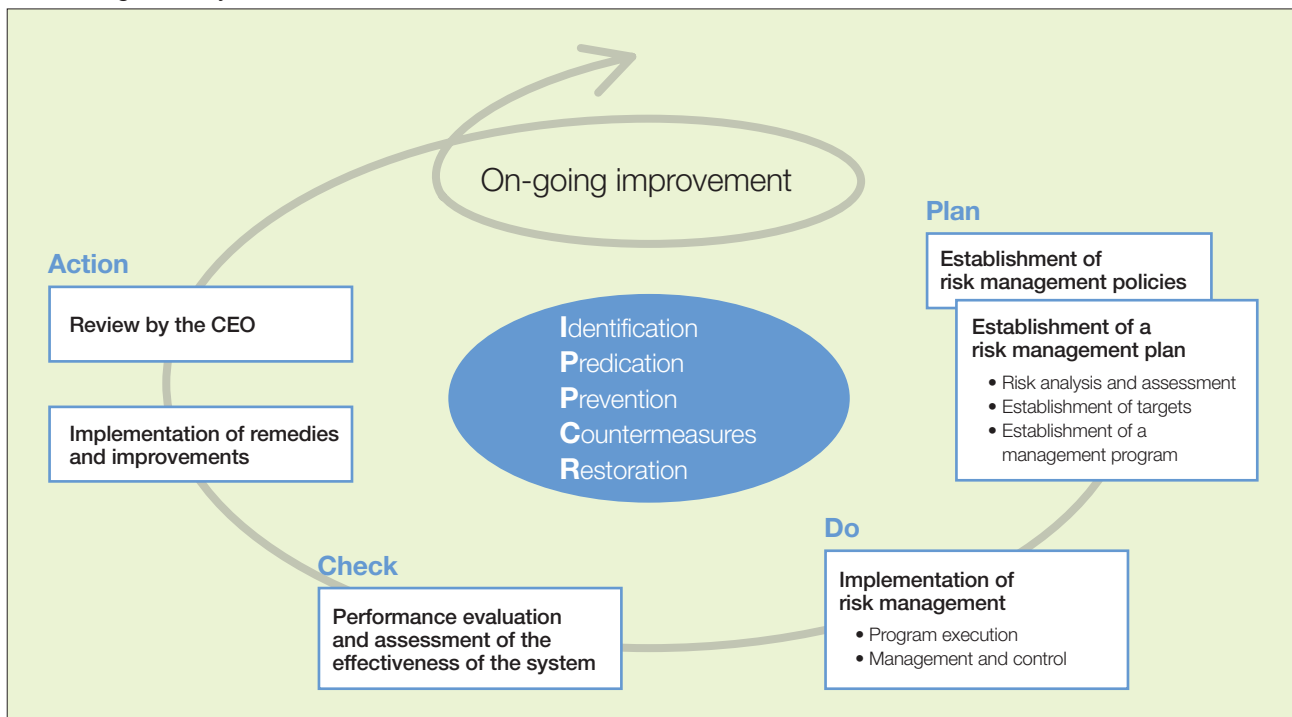 On-going improvement
Plan
Establishment of
risk management policies
Establishment of a
risk management plan
• Risk analysis and assessment
• Establishment of targets
• Establishment of a
management program
Action
Review by the CEO
Implementation of remedies
and improvements
Identification
Predication
Prevention
Countermeasures
Restoration
Do
Implementation of
risk management
• Program execution
• Management and control
Check
Performance evaluation
and assessment of the
effectiveness of the system